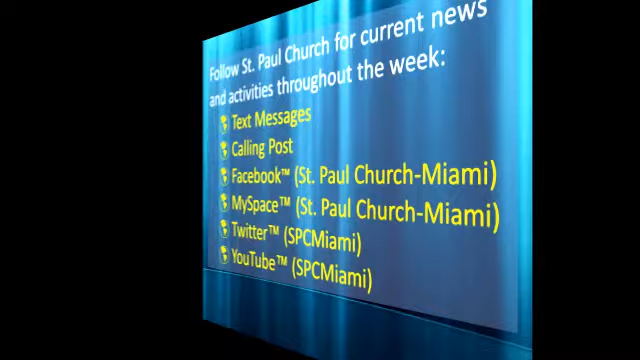 Follow St. Paul Church for current news
and activities throughout the week:
Text Messages
Calling Post
Facebook™ (St. Paul Church-Miami)
MySpace™ (St. Paul Church-Miami)
Twitter™ (SPCMiami)
YouTube™ (SPCMiami)